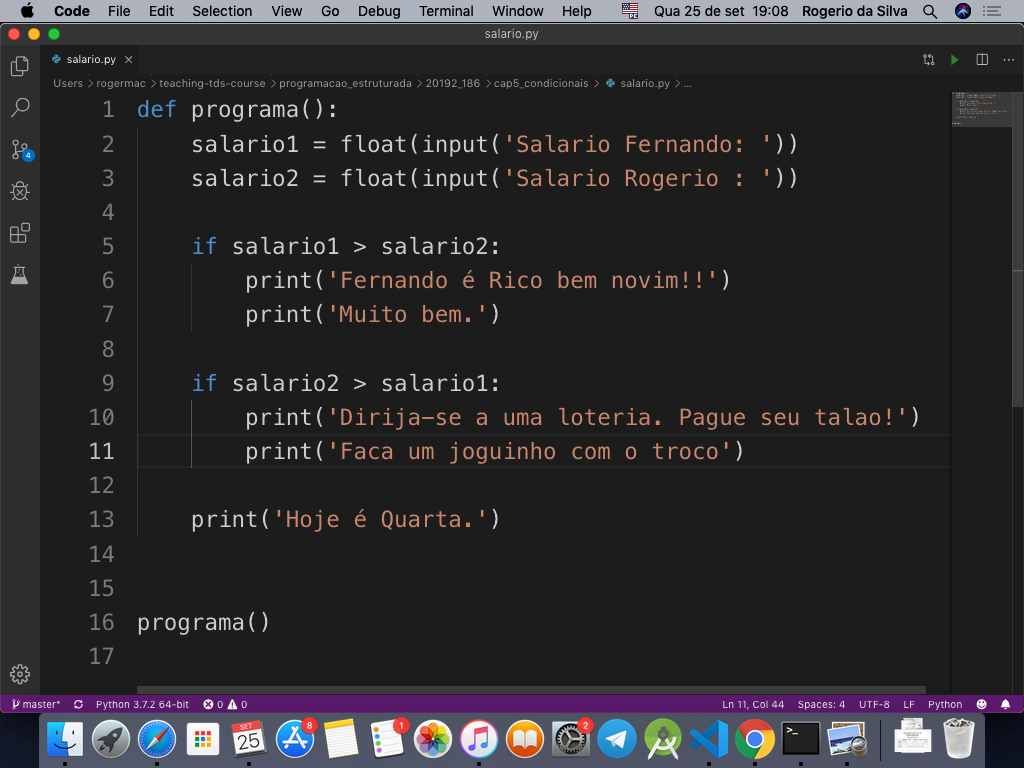 Code File Edit Selection View Go Debug Terminal Window Help Qua 25 de set 19:08 Rogerio da Silva
salario.py
salario.py
Users > rogermac > teaching-tds-course > programacao_estruturada > 20192_186 > cap5_condicionais > salario.py > ...
1 def programa():
2 salario1 = float(input('Salario Fernando: '))
3 salario2 = float(input('Salario Rogerio : '))
4
5 if salario1 > salario2:
6 print('Fernando é Rico bem novim!!')
7 print('Muito bem.')
8
9 if salario2 > salario1:
10 print('Dirija-se a uma loteria. Pague seu talao!')
11 print('Faca um joguinho com o troco')
12
13 print('Hoje é Quarta.')
14
15
16 programa()
17
4
master* Python 3.7.2 64-bit 0 0 Ln 11, Col 44 Spaces: 4 UTF-8 LF Python
SET
25 8 1 2